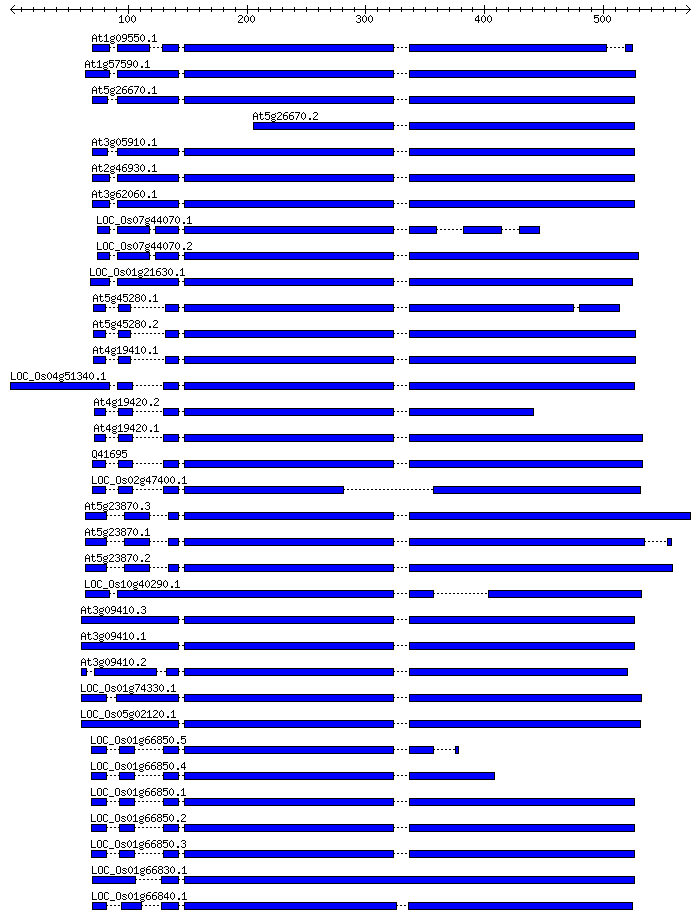 100 200 300 400 500
At1g09550.1
At1g57590.1
At5g26670.1
At5g26670.2
At3g05910.1
At2g46930.1
At3g62060.1
LOC_Os07g44070.1
LOC_Os07g44070.2
LOC_Os01g21630.1
At5g45280.1
At5g45280.2
At4g19410.1
LOC_Os04g51340.1
At4g19420.2
At4g19420.1
Q41695
LOC_Os02g47400.1
At5g23870.3
At5g23870.1
At5g23870.2
LOC_Os10g40290.1
At3g09410.3
At3g09410.1
At3g09410.2
LOC_Os01g74330.1
LOC_Os05g02120.1
LOC_Os01g66850.5
LOC_Os01g66850.4
LOC_Os01g66850.1
LOC_Os01g66850.2
LOC_Os01g66850.3
LOC_Os01g66830.1
LOC_Os01g66840.1